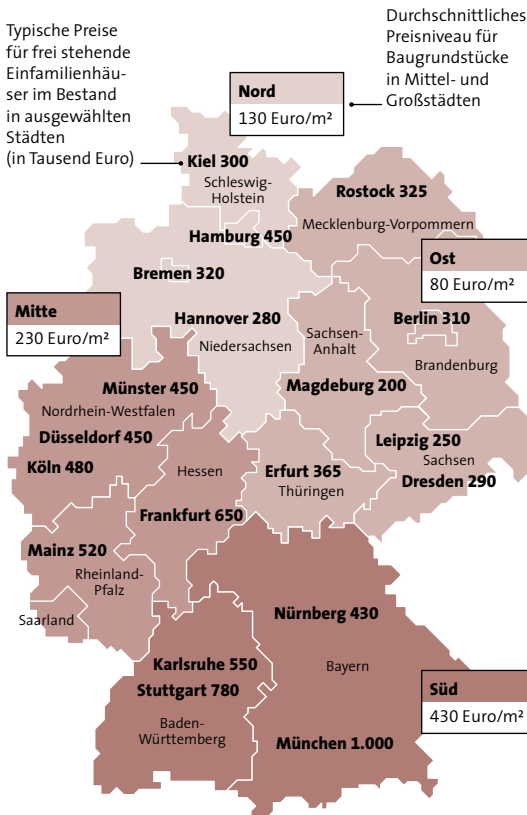 Typische Preise
für frei stehende
Einfamilienhäu-
ser im Bestand
in ausgewählten
Städten
(in Tausend Euro)
Durchschnittliches
Preisniveau für
Baugrundstücke
in Mittel- und
Großstädten
Nord
130 Euro/m²
Kiel 300
Schleswig-
Holstein
Rostock 325
Mecklenburg-Vorpommern
Hamburg 450
Bremen 320
Ost
80 Euro/m²
Mitte
230 Euro/m²
Hannover 280
Niedersachsen
Sachsen-
Anhalt
Berlin 310
Brandenburg
Münster 450
Nordrhein-Westfalen
Magdeburg 200
Düsseldorf 450
Köln 480
Hessen
Erfurt 365
Thüringen
Leipzig 250
Sachsen
Dresden 290
Frankfurt 650
Mainz 520
Rheinland-
Pfalz
Saarland
Nürnberg 430
Karlsruhe 550
Bayern
Stuttgart 780
Baden-
Württemberg
Süd
430 Euro/m²
München 1.000